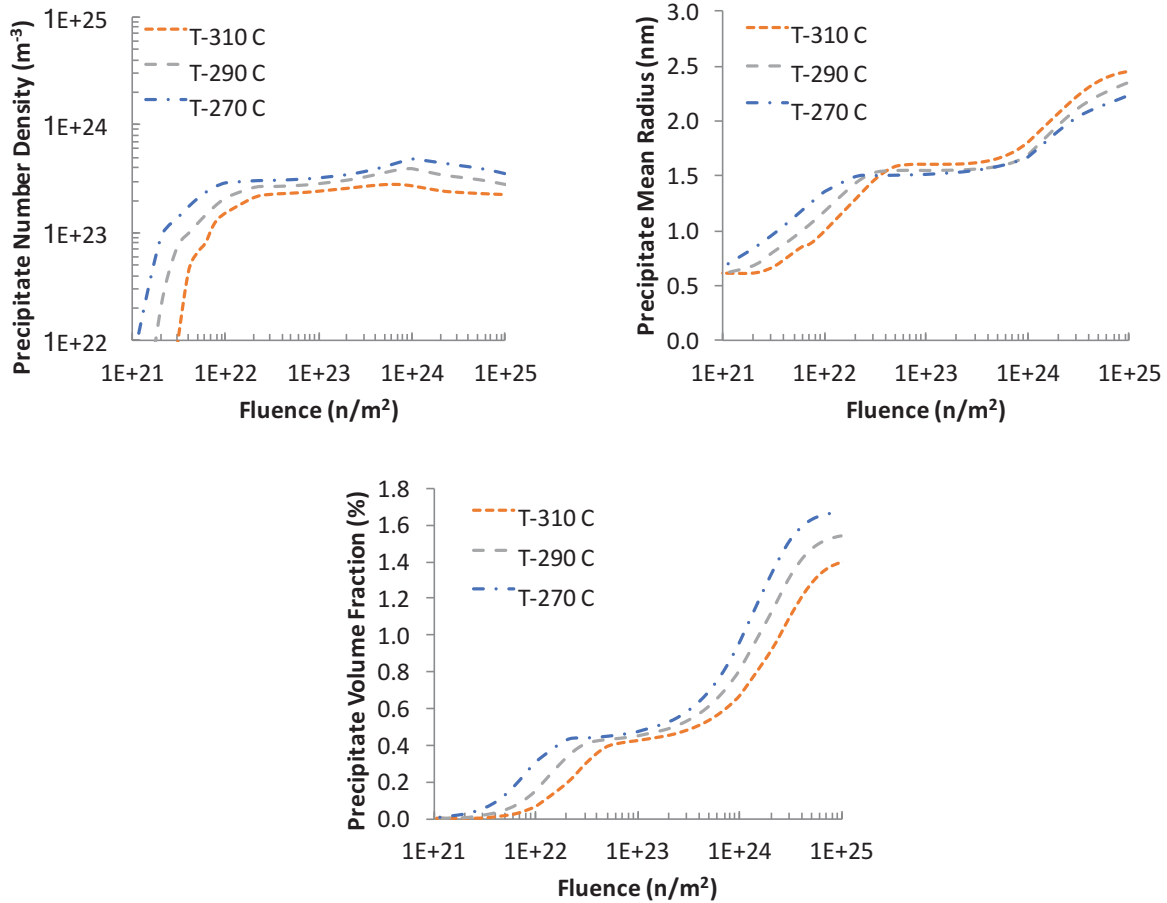 Precipitate Number Density (m⁻³)
1E+25
1E+24
1E+23
1E+22
T-310 C
T-290 C
T-270 C
1E+21 1E+22 1E+23 1E+24 1E+25
Fluence (n/m²)
Precipitate Mean Radius (nm)
3.0
2.5
2.0
1.5
1.0
0.5
0.0
T-310 C
T-290 C
T-270 C
1E+21 1E+22 1E+23 1E+24 1E+25
Fluence (n/m²)
Precipitate Volume Fraction (%)
1.8
1.6
1.4
1.2
1.0
0.8
0.6
0.4
0.2
0.0
T-310 C
T-290 C
T-270 C
1E+21 1E+22 1E+23 1E+24 1E+25
Fluence (n/m²)